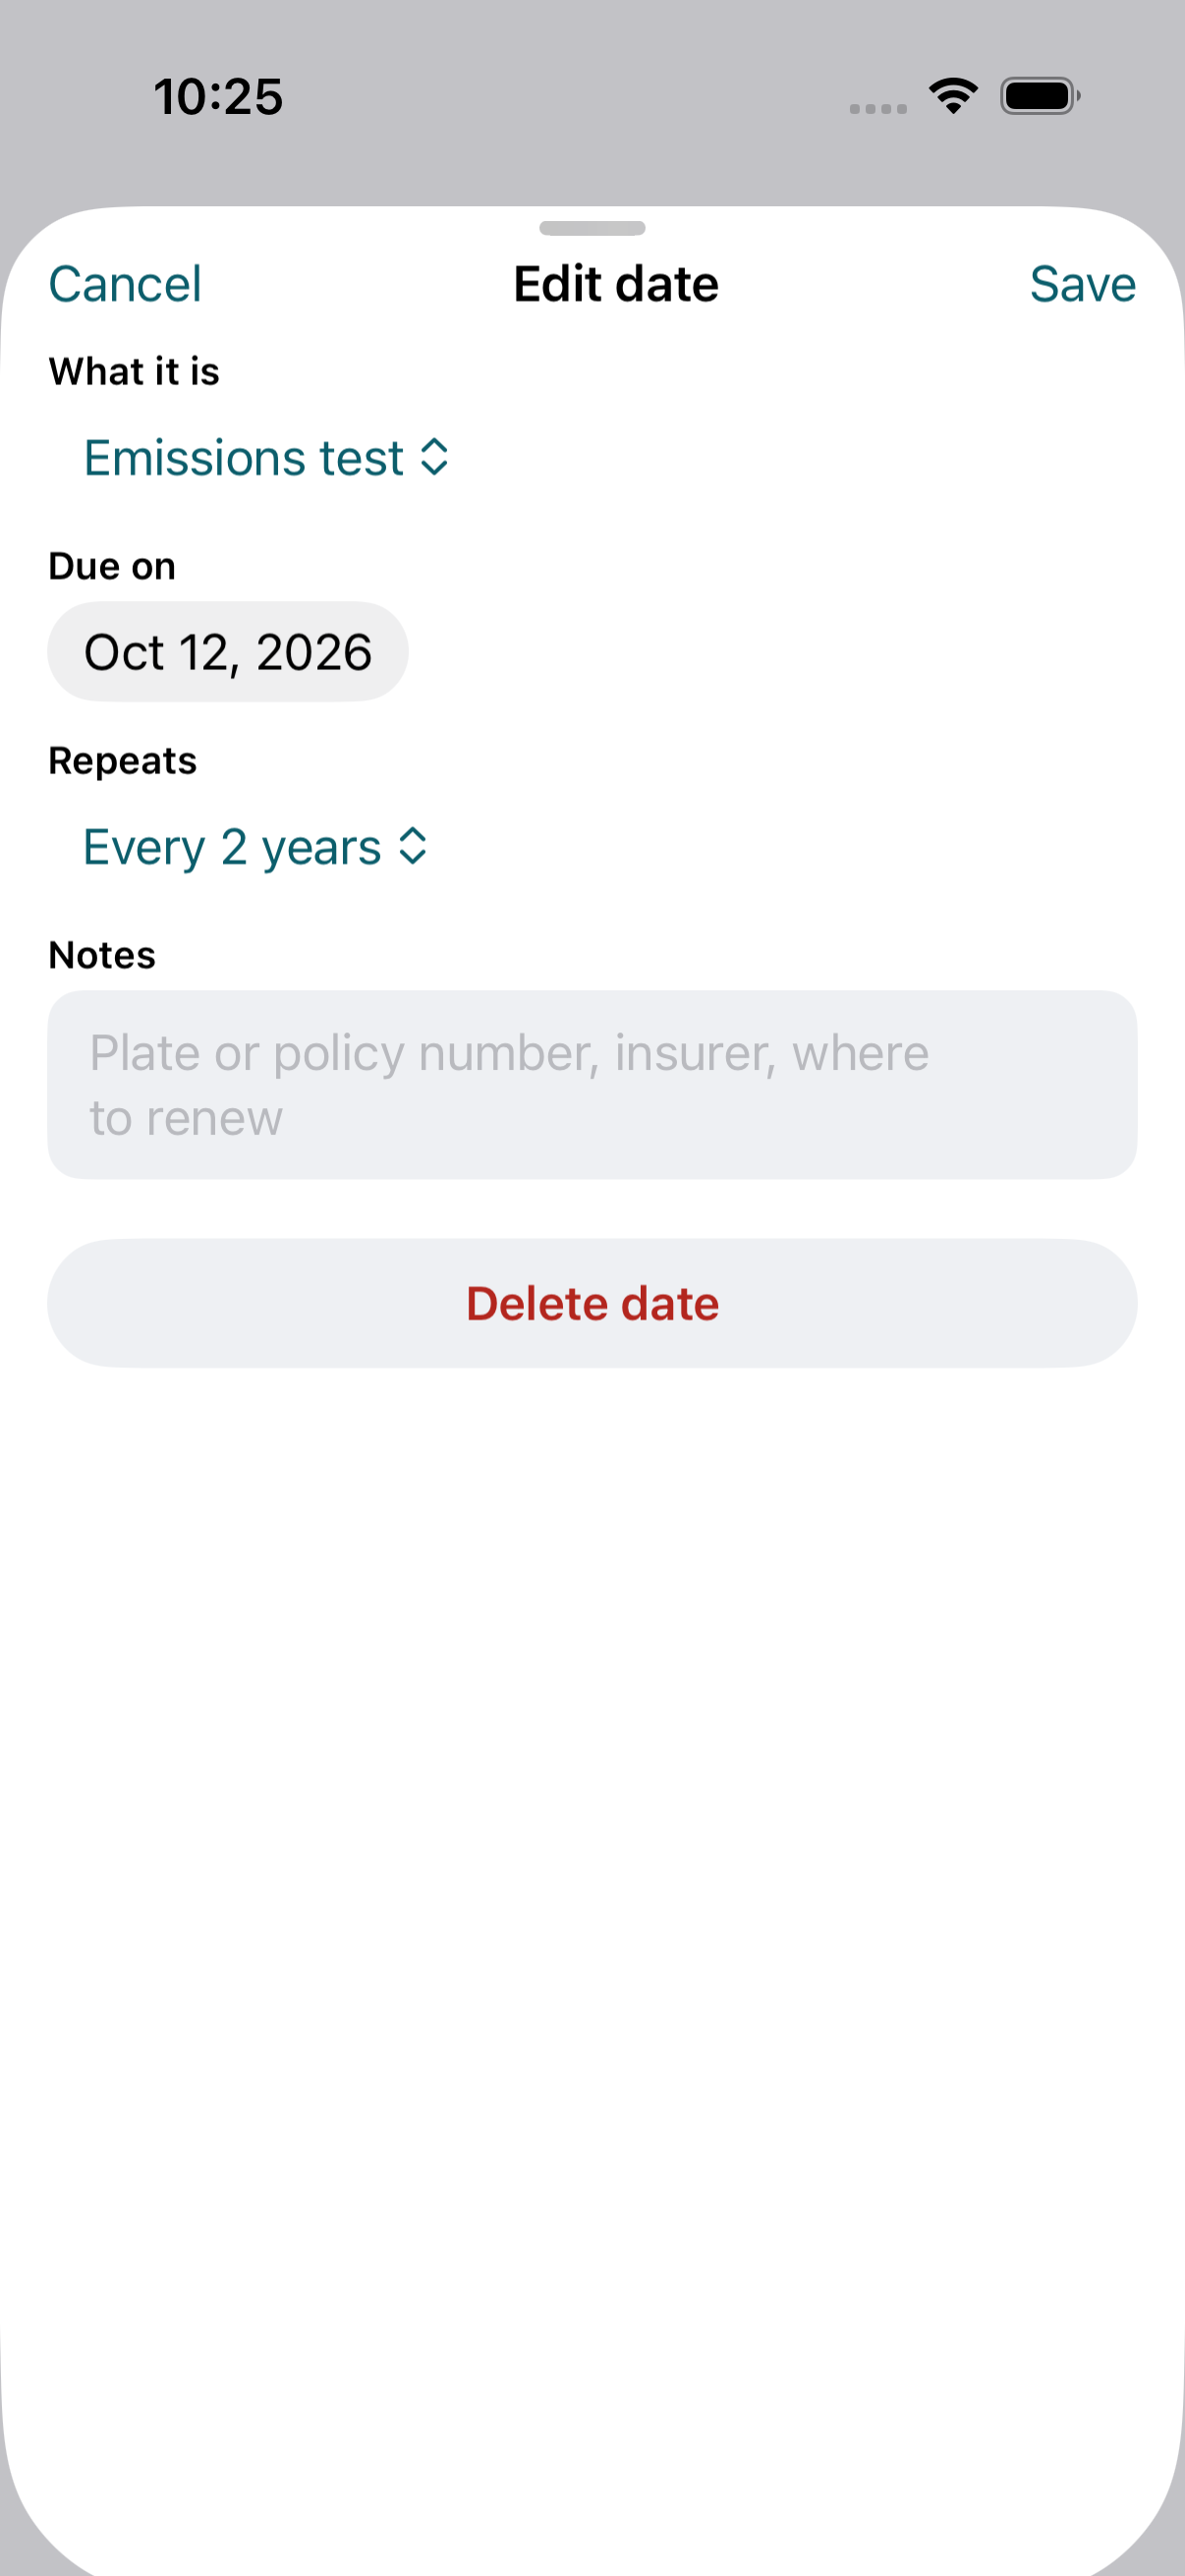 10:25
Cancel
Edit date
Save
What it is
Emissions test
Due on
Oct 12, 2026
Repeats
Every 2 years
Notes
Plate or policy number, insurer, where
to renew
Delete date